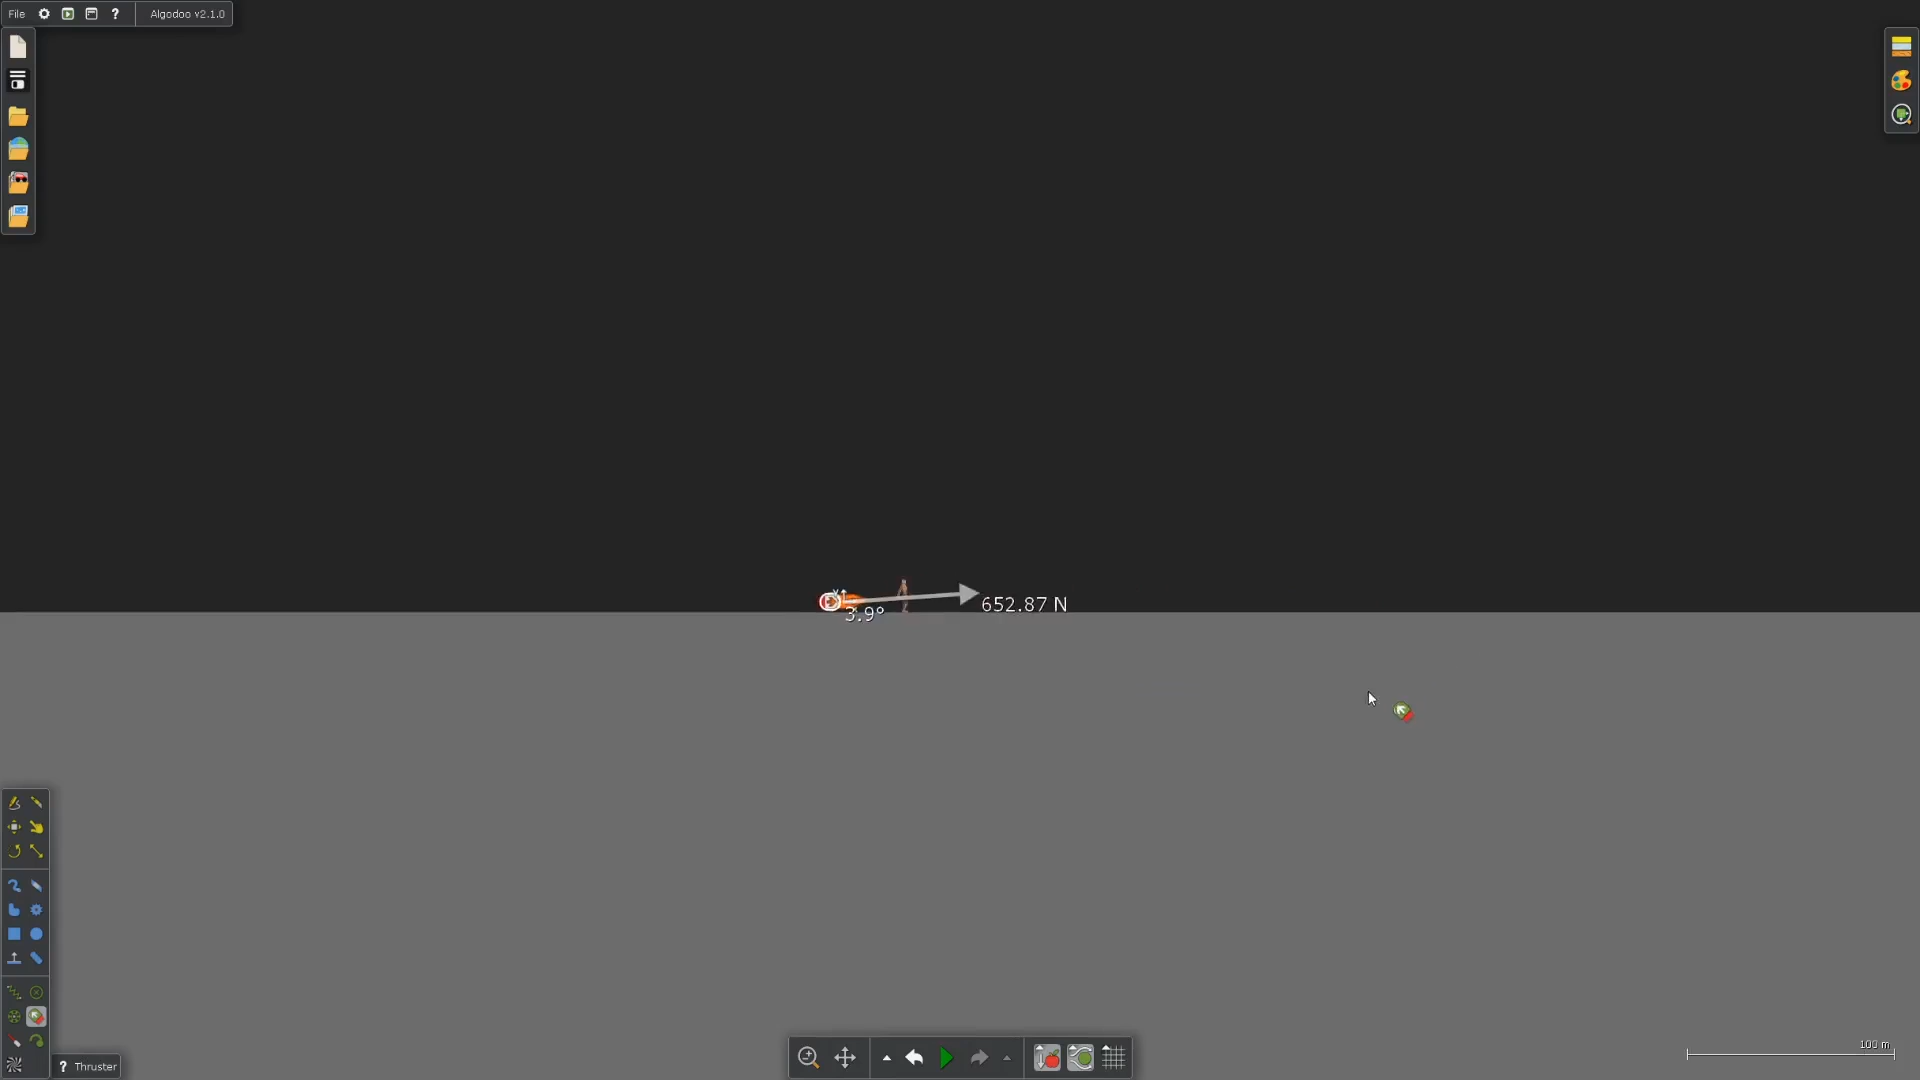 File ? Algodoo v2.1.0
652.87 N
3.9°
100 m
? Thruster